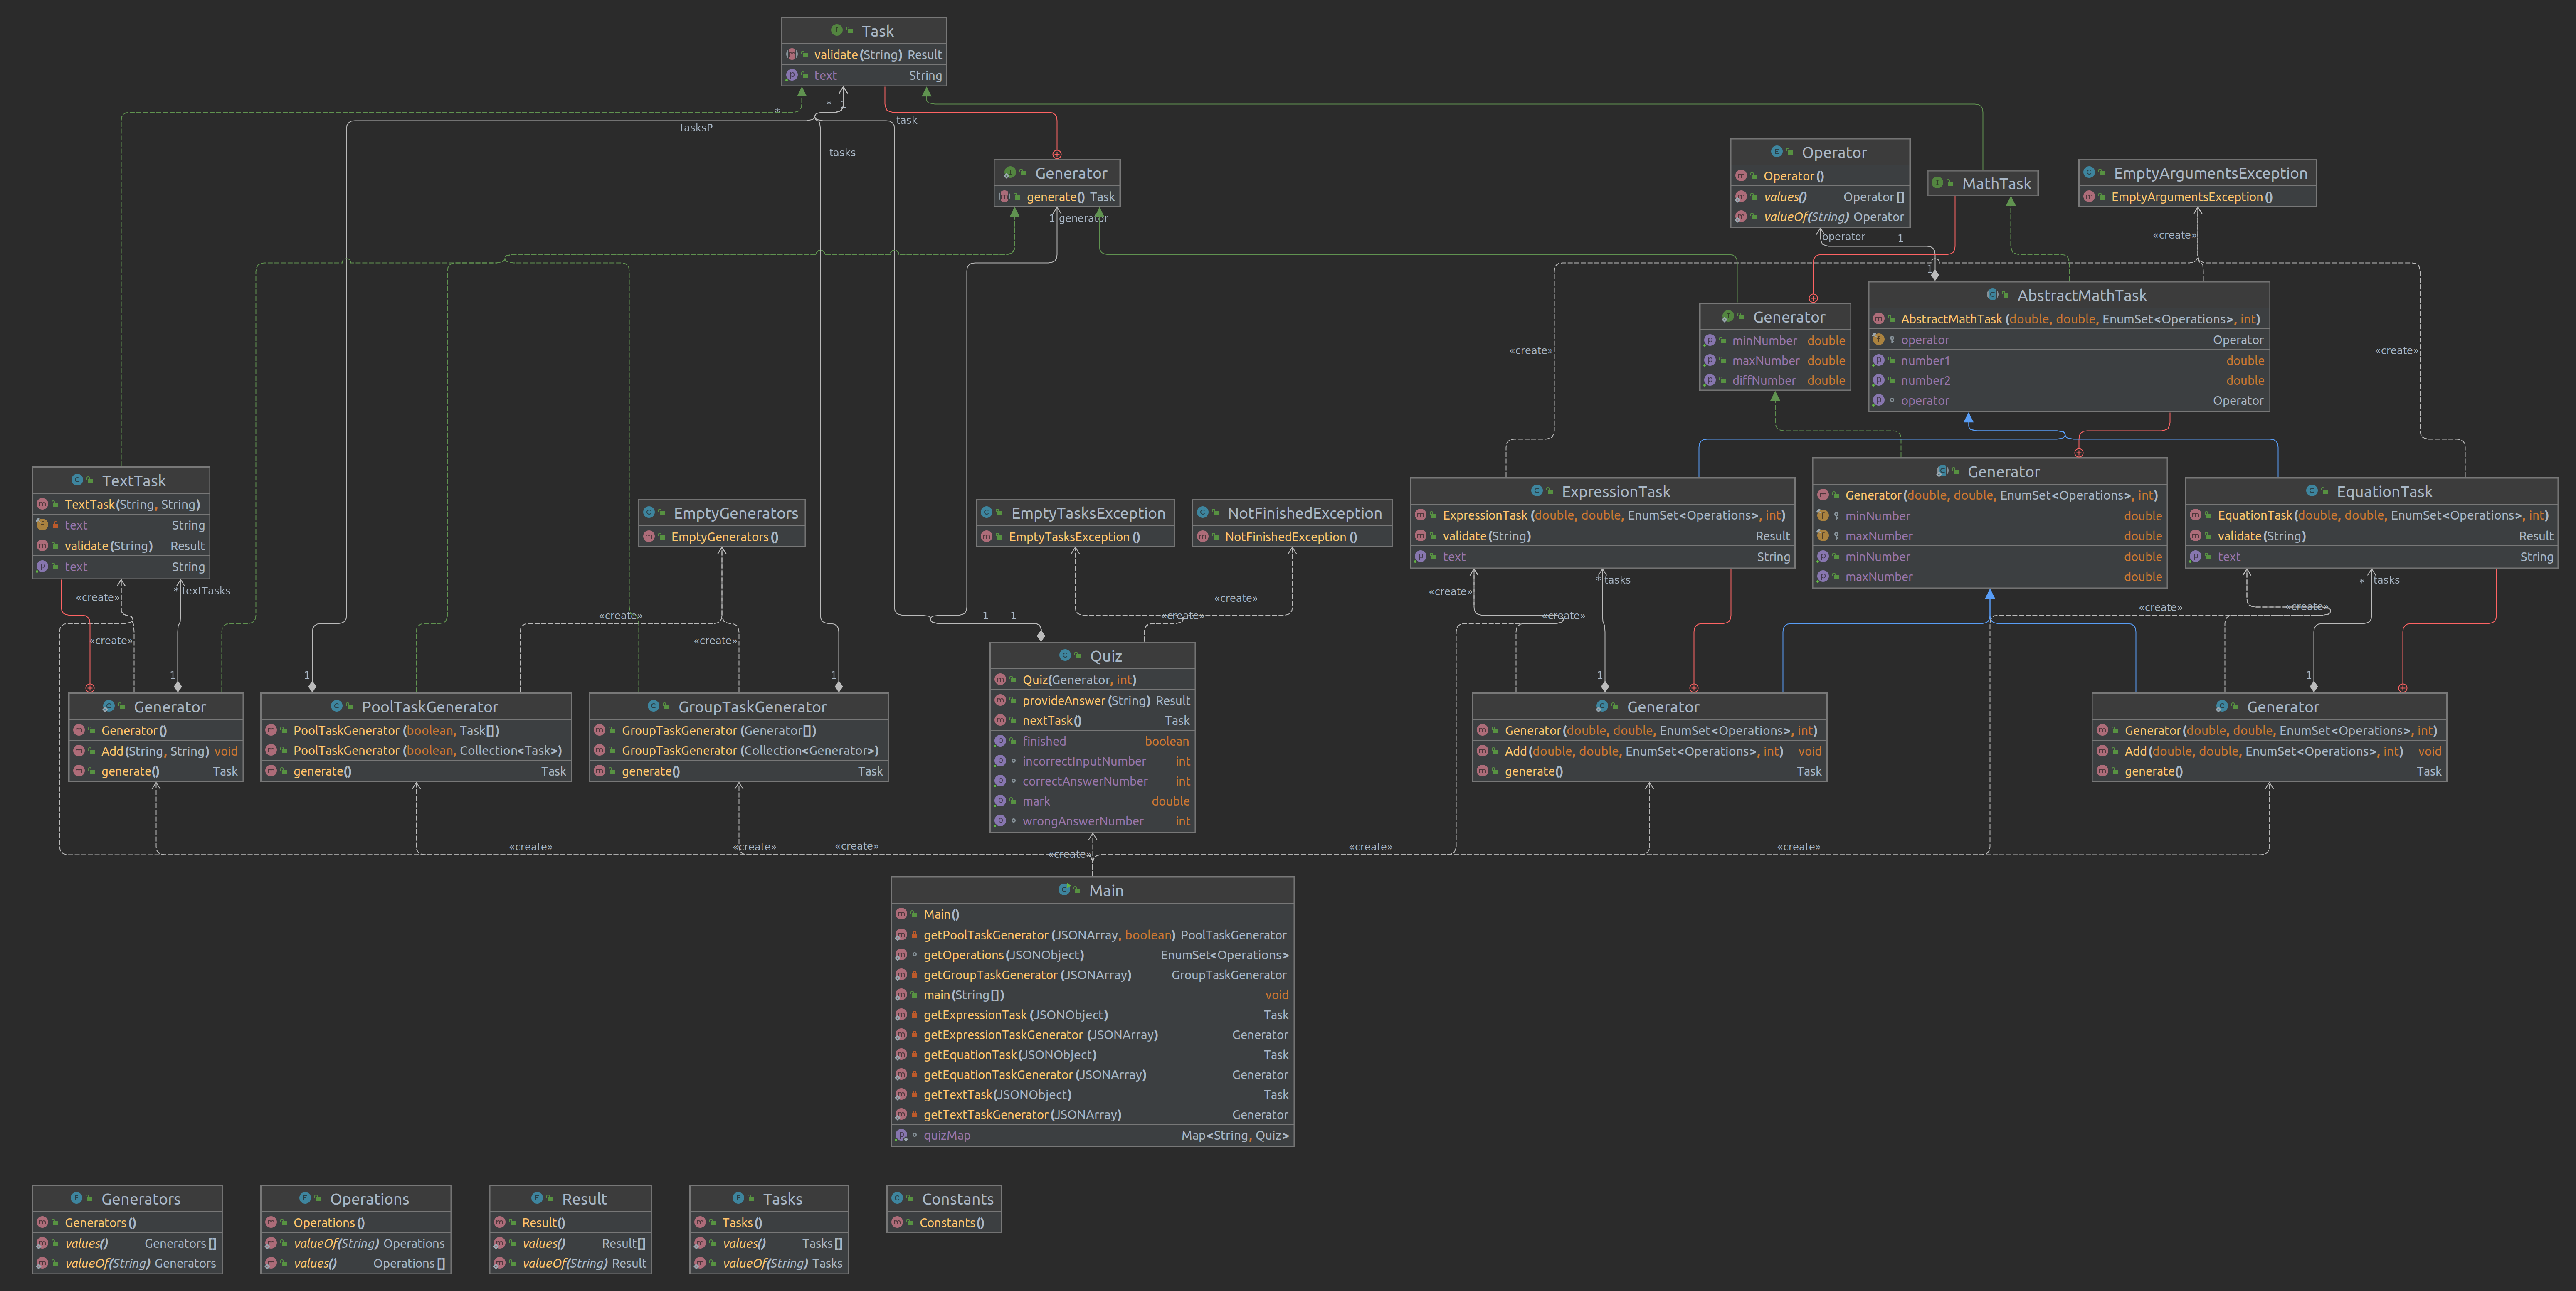 Task
validate(String) Result
text String
* * 1
tasksP task
tasks
Generator
generate() Task
1 generator
Operator
Operator()
values() Operator[]
valueOf(String) Operator
operator 1
1
MathTask
EmptyArgumentsException
EmptyArgumentsException()
«create»
Generator
minNumber double
maxNumber double
diffNumber double
AbstractMathTask
AbstractMathTask(double, double, EnumSet<Operations>, int)
operator Operator
number1 double
number2 double
operator Operator
«create»
«create»
TextTask
TextTask(String, String)
text String
validate(String) Result
text String
«create»
* textTasks
«create»
1
EmptyGenerators
EmptyGenerators()
«create»
«create»
EmptyTasksException
EmptyTasksException()
NotFinishedException
NotFinishedException()
«create»
«create»
1 1
ExpressionTask
ExpressionTask(double, double, EnumSet<Operations>, int)
validate(String) Result
text String
«create»
* tasks
«create»
1
Generator
Generator(double, double, EnumSet<Operations>, int)
minNumber double
maxNumber double
minNumber double
maxNumber double
EquationTask
EquationTask(double, double, EnumSet<Operations>, int)
validate(String) Result
text String
* tasks
«create»
«create»
1
Generator
Generator()
Add(String, String) void
generate() Task
1
PoolTaskGenerator
PoolTaskGenerator(boolean, Task[])
PoolTaskGenerator(boolean, Collection<Task>)
generate() Task
1
GroupTaskGenerator
GroupTaskGenerator(Generator[])
GroupTaskGenerator(Collection<Generator>)
generate() Task
Quiz
Quiz(Generator, int)
provideAnswer(String) Result
nextTask() Task
finished boolean
incorrectInputNumber int
correctAnswerNumber int
mark double
wrongAnswerNumber int
Generator
Generator(double, double, EnumSet<Operations>, int)
Add(double, double, EnumSet<Operations>, int) void
generate() Task
Generator
Generator(double, double, EnumSet<Operations>, int)
Add(double, double, EnumSet<Operations>, int) void
generate() Task
«create» «create» «create» «create» «create» «create»
Main
Main()
getPoolTaskGenerator(JSONArray, boolean) PoolTaskGenerator
getOperations(JSONObject) EnumSet<Operations>
getGroupTaskGenerator(JSONArray) GroupTaskGenerator
main(String[]) void
getExpressionTask(JSONObject) Task
getExpressionTaskGenerator(JSONArray) Generator
getEquationTask(JSONObject) Task
getEquationTaskGenerator(JSONArray) Generator
getTextTask(JSONObject) Task
getTextTaskGenerator(JSONArray) Generator
quizMap Map<String, Quiz>
Generators
Generators()
values() Generators[]
valueOf(String) Generators
Operations
Operations()
valueOf(String) Operations
values() Operations[]
Result
Result()
values() Result[]
valueOf(String) Result
Tasks
Tasks()
values() Tasks[]
valueOf(String) Tasks
Constants
Constants()